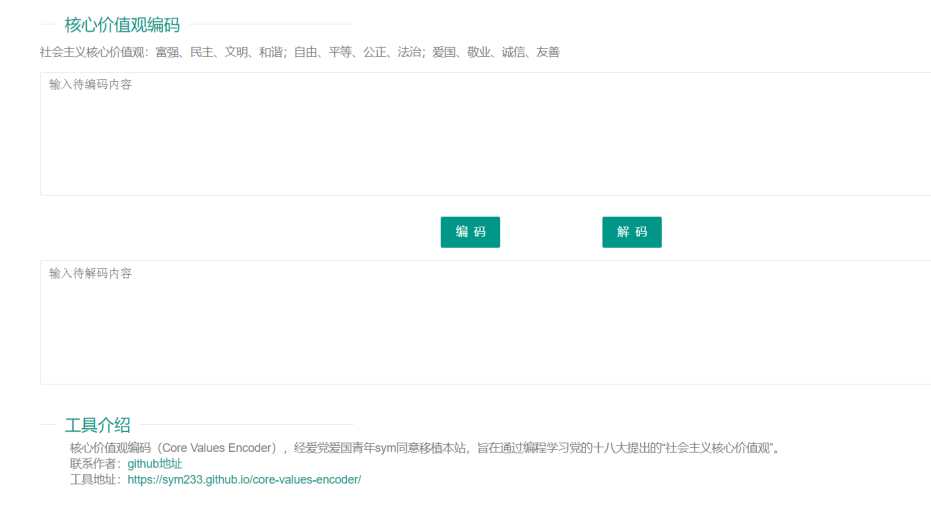 核心价值观编码
社会主义核心价值观：富强、民主、文明、和谐；自由、平等、公正、法治；爱国、敬业、诚信、友善
输入待编码内容
编 码
解 码
输入待解码内容
工具介绍
核心价值观编码（Core Values Encoder），经爱党爱国青年sym同意移植本站，旨在通过编程学习党的十八大提出的“社会主义核心价值观”。
联系作者：github地址
工具地址：https://sym233.github.io/core-values-encoder/